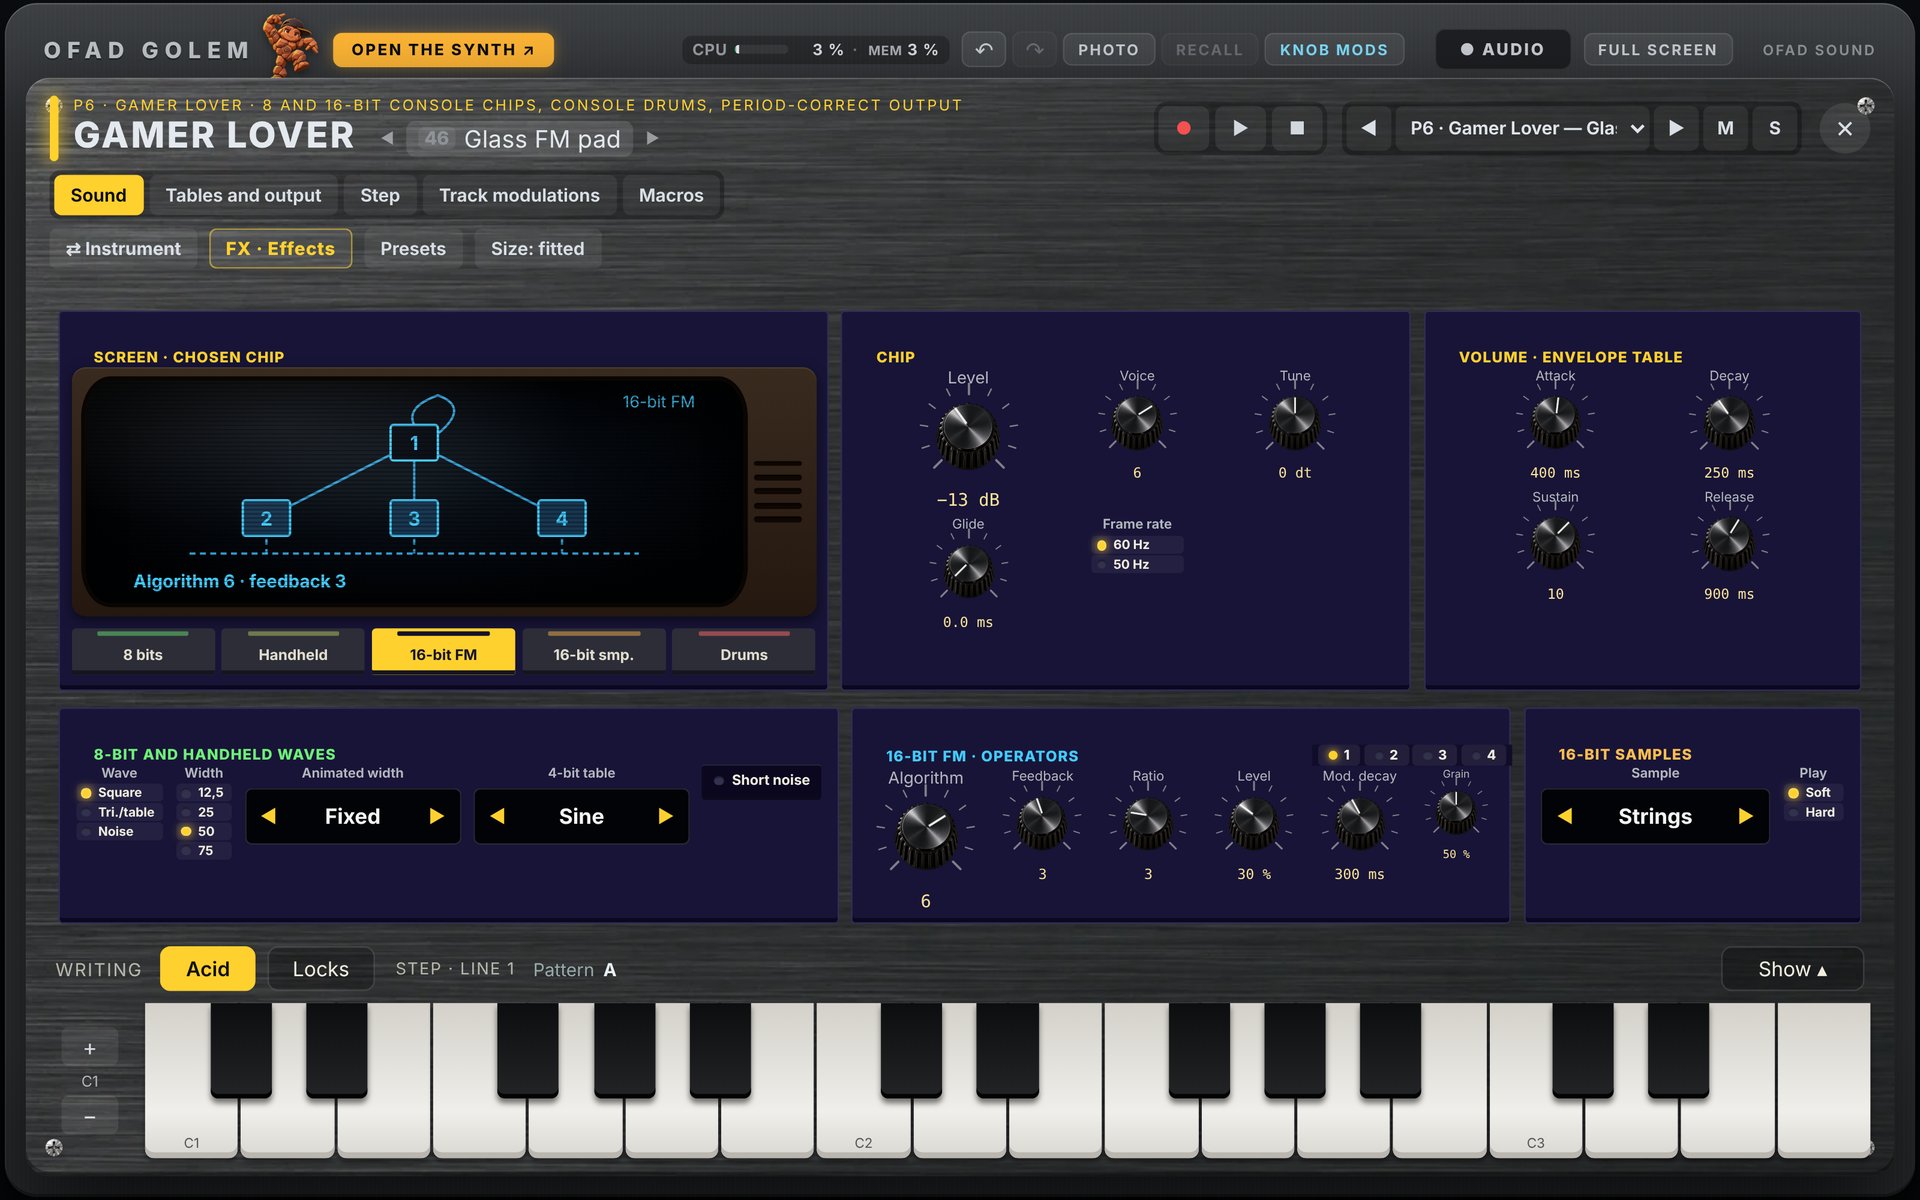 OFAD GOLEM
OPEN THE SYNTH ↗
CPU 3 % · MEM 3 %
PHOTO
RECALL
KNOB MODS
AUDIO
FULL SCREEN
OFAD SOUND
P6 · GAMER LOVER · 8 AND 16-BIT CONSOLE CHIPS, CONSOLE DRUMS, PERIOD-CORRECT OUTPUT
GAMER LOVER
46 Glass FM pad
P6 · Gamer Lover — Gla
M
S
Sound
Tables and output
Step
Track modulations
Macros
⇄ Instrument
FX · Effects
Presets
Size: fitted
SCREEN · CHOSEN CHIP
16-bit FM
1
2
3
4
Algorithm 6 · feedback 3
8 bits
Handheld
16-bit FM
16-bit smp.
Drums
CHIP
Level
−13 dB
Voice
6
Tune
0 dt
Glide
0.0 ms
Frame rate
60 Hz
50 Hz
VOLUME · ENVELOPE TABLE
Attack
400 ms
Decay
250 ms
Sustain
10
Release
900 ms
8-BIT AND HANDHELD WAVES
Wave
Square
Tri./table
Noise
Width
12,5
25
50
75
Animated width
Fixed
4-bit table
Sine
Short noise
16-BIT FM · OPERATORS
1
2
3
4
Algorithm
6
Feedback
3
Ratio
3
Level
30 %
Mod. decay
300 ms
Grain
50 %
16-BIT SAMPLES
Sample
Strings
Play
Soft
Hard
WRITING
Acid
Locks
STEP · LINE 1
Pattern A
Show ▴
+
C1
−
C1
C2
C3